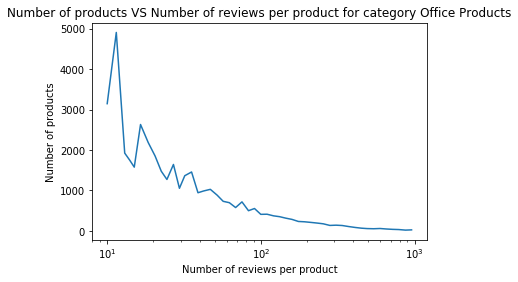 Number of products VS Number of reviews per product for category Office Products
5000
4000
3000
2000
1000
0
Number of products
10¹ 10² 10³
Number of reviews per product